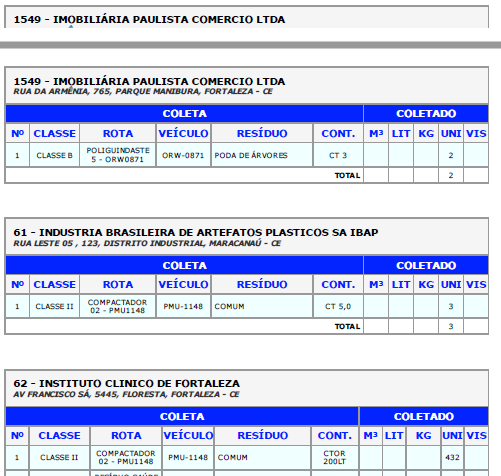 1549 - IMOBILIÁRIA PAULISTA COMERCIO LTDA
1549 - IMOBILIÁRIA PAULISTA COMERCIO LTDA
RUA DA ARMÊNIA, 765, PARQUE MANIBURA, FORTALEZA - CE
COLETA COLETADO
Nº CLASSE ROTA VEÍCULO RESÍDUO CONT. M³ LIT KG UNI VIS
1 CLASSE B POLIGUINDASTE 5 - ORW0871 ORW-0871 PODA DE ÁRVORES CT 3 2
TOTAL 2
61 - INDUSTRIA BRASILEIRA DE ARTEFATOS PLASTICOS SA IBAP
RUA LESTE 05 , 123, DISTRITO INDUSTRIAL, MARACANAÚ - CE
COLETA COLETADO
Nº CLASSE ROTA VEÍCULO RESÍDUO CONT. M³ LIT KG UNI VIS
1 CLASSE II COMPACTADOR 02 - PMU1148 PMU-1148 COMUM CT 5,0 3
TOTAL 3
62 - INSTITUTO CLINICO DE FORTALEZA
AV FRANCISCO SÁ, 5445, FLORESTA, FORTALEZA - CE
COLETA COLETADO
Nº CLASSE ROTA VEÍCULO RESÍDUO CONT. M³ LIT KG UNI VIS
1 CLASSE II COMPACTADOR 02 - PMU1148 PMU-1148 COMUM CTOR 200LT 432